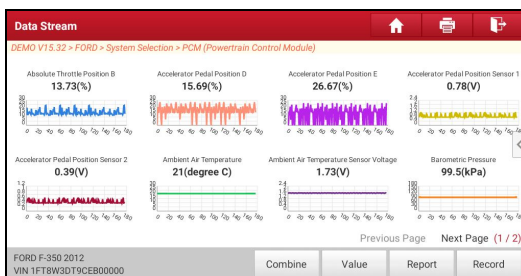 Data Stream
DEMO V15.32 > FORD > System Selection > PCM (Powertrain Control Module)
Absolute Throttle Position B
13.73(%)
Accelerator Pedal Position D
15.69(%)
Accelerator Pedal Position E
26.67(%)
Accelerator Pedal Position Sensor 1
0.78(V)
Accelerator Pedal Position Sensor 2
0.39(V)
Ambient Air Temperature
21(degree C)
Ambient Air Temperature Sensor Voltage
1.73(V)
Barometric Pressure
99.5(kPa)
Previous Page Next Page (1 / 2)
FORD F-350 2012
VIN 1FT8W3DT9CEB00000
Combine Value Report Record